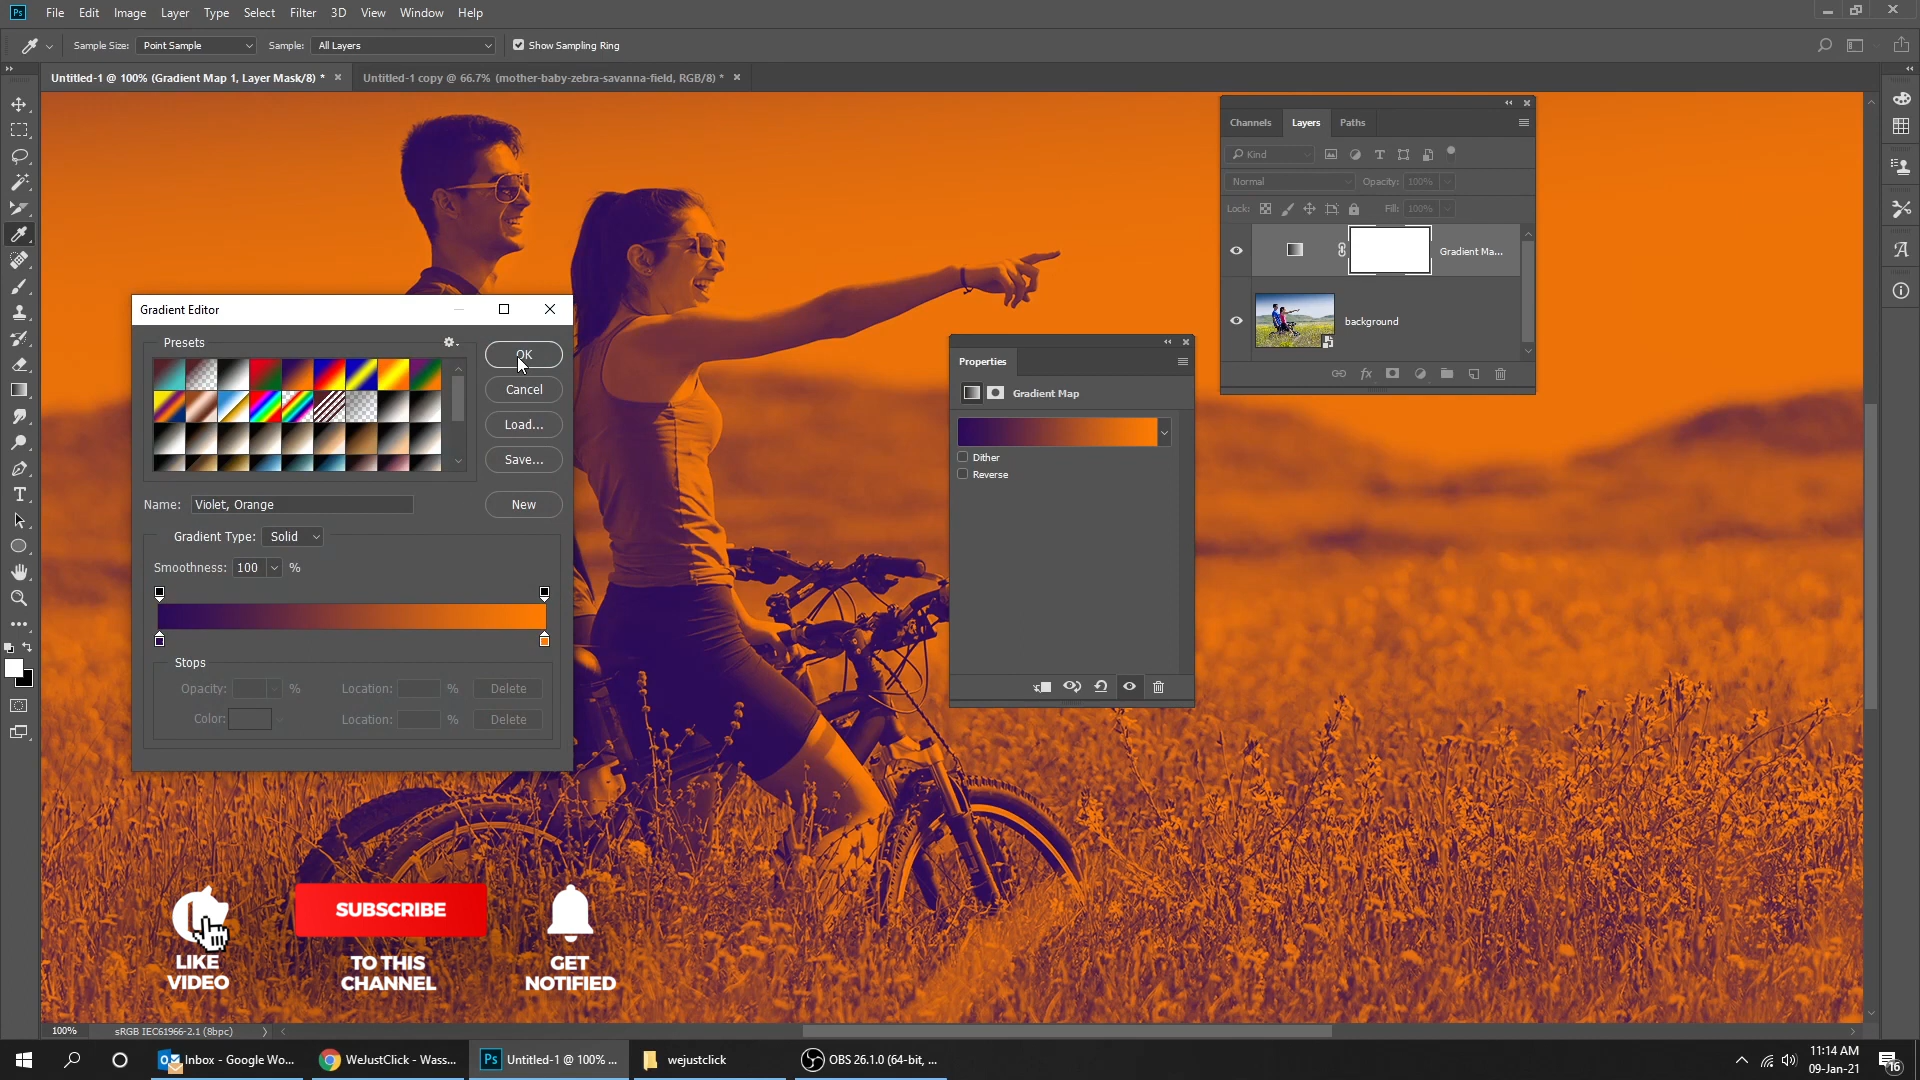 Ps File Edit Image Layer Type Select Filter 3D View Window Help
Sample Size: Point Sample Sample: All Layers Show Sampling Ring
Untitled-1 @ 100% (Gradient Map 1, Layer Mask/8) * × Untitled-1 copy @ 66.7% (mother-baby-zebra-savanna-field, RGB/8) * ×
Channels Layers Paths
Kind
Normal Opacity: 100%
Lock: Fill: 100%
Gradient Ma...
background
Gradient Editor
Presets
OK
Cancel
Load...
Save...
Name: Violet, Orange New
Gradient Type: Solid
Smoothness: 100 %
Stops
Opacity: % Location: % Delete
Color: Location: % Delete
Properties
Gradient Map
Dither
Reverse
LIKE
VIDEO
SUBSCRIBE
TO THIS
CHANNEL
GET
NOTIFIED
100% sRGB IEC61966-2.1 (8bpc)
Inbox - Google Wo... WeJustClick - Wass... Ps Untitled-1 @ 100% ... wejustclick OBS 26.1.0 (64-bit, ...
11:14 AM
09-Jan-21
16